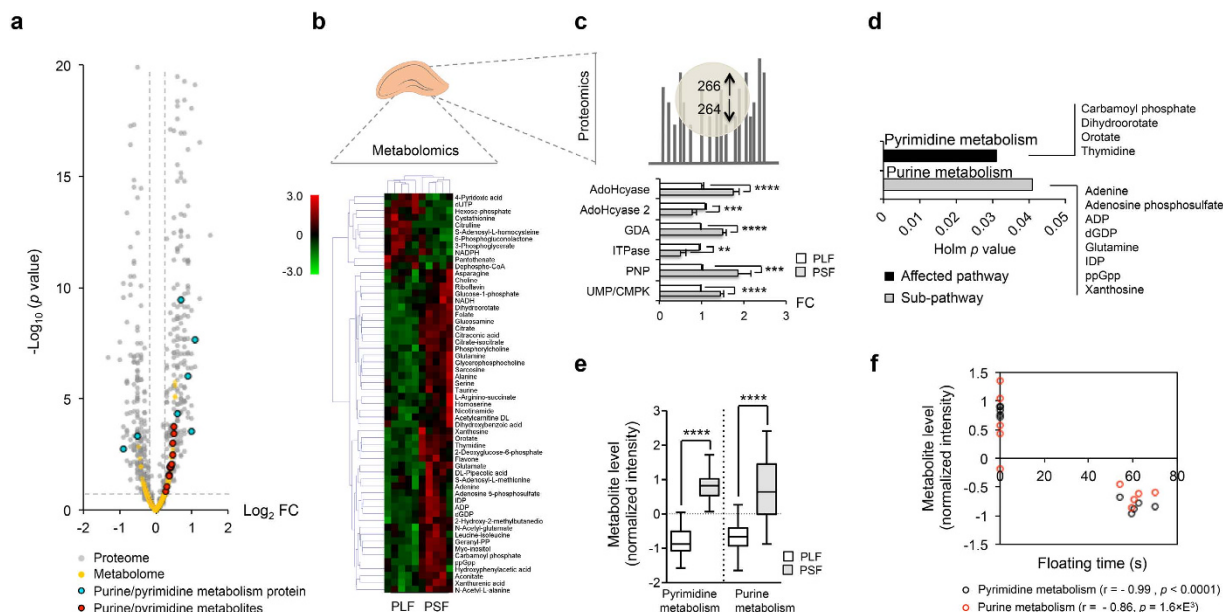 a
20
15
10
5
0
-2
-1
0
1
2
-Log10 (p value)
Log2 FC
Proteome
Metabolome
Purine/pyrimidine metabolism protein
Purine/pyrimidine metabolites
b
Metabolomics
3.0
0
-3.0
4-Pyridoxic acid
dUTP
Hexose-phosphate
Cystathionine
Citrulline
S-Adenosyl-L-homocysteine
6-Phosphogluconolactone
3-Phosphoglycerate
NADPH
Pantothenate
Dephospho-CoA
Asparagine
Choline
Riboflavin
Glucose-1-phosphate
NADH
Dihydroorotate
Folate
Glucosamine
Citrate
Citraconic acid
Citrate-isocitrate
Phosphorylcholine
Glutamine
Glycerophosphocholine
Sarcosine
Alanine
Serine
Taurine
L-Arginino-succinate
Homoserine
Nicotinamide
Acetylcarnitine DL
Dihydroxybenzoic acid
Xanthosine
Orotate
Thymidine
2-Deoxyglucose-6-phosphate
Flavone
Glutamate
DL-Pipecolic acid
S-Adenosyl-L-methionine
Adenine
Adenosine 5-phosphosulfate
IDP
ADP
dGDP
2-Hydroxy-2-methylbutanedio
N-Acetyl-glutamate
Leucine-Isoleucine
Geranyl-PP
Myo-inositol
Carbamoyl phosphate
ppGpp
Hydroxyphenylacetic acid
Aconitate
Xanthurenic acid
N-Acetyl-L-alanine
PLF PSF
c
Proteomics
266
264
AdoHcyase
****
AdoHcyase 2
***
GDA
****
ITPase
**
PNP
***
UMP/CMPK
****
PLF
PSF
FC
0 1 2 3
d
Pyrimidine metabolism
Purine metabolism
0 0.01 0.02 0.03 0.04 0.05
Holm p value
Affected pathway
Sub-pathway
Carbamoyl phosphate
Dihydroorotate
Orotate
Thymidine
Adenine
Adenosine phosphosulfate
ADP
dGDP
Glutamine
IDP
ppGpp
Xanthosine
e
Metabolite level
(normalized intensity)
3
2
1
0
-1
-2
****
****
PLF
PSF
Pyrimidine
metabolism
Purine
metabolism
f
Metabolite level
(normalized intensity)
1.5
1
0.5
0
-0.5
-1
-1.5
0 20 40 60 80
Floating time (s)
Pyrimidine metabolism (r = - 0.99 , p < 0.0001)
Purine metabolism (r = - 0.86, p = 1.6×E³)